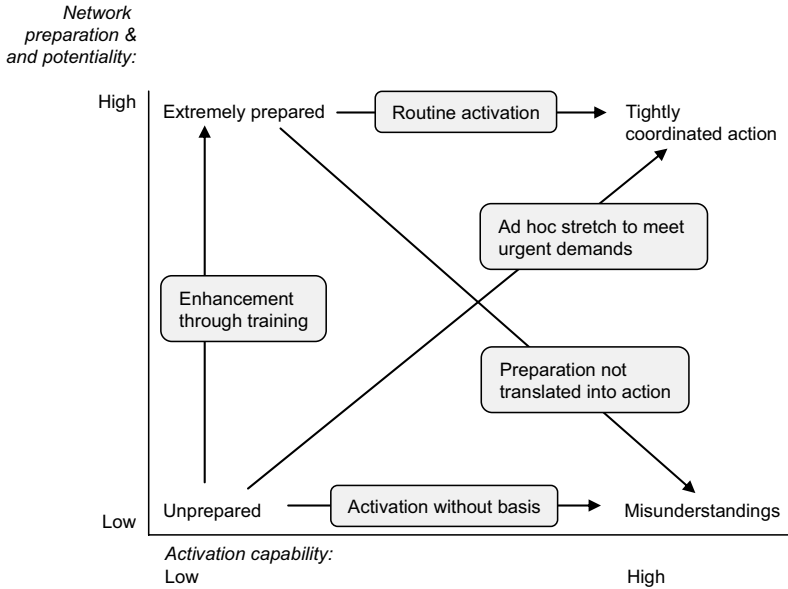 Network
preparation &
and potentiality:
High
Extremely prepared
Routine activation
Tightly
coordinated action
Ad hoc stretch to meet
urgent demands
Enhancement
through training
Preparation not
translated into action
Low
Unprepared
Activation without basis
Misunderstandings
Activation capability:
Low
High